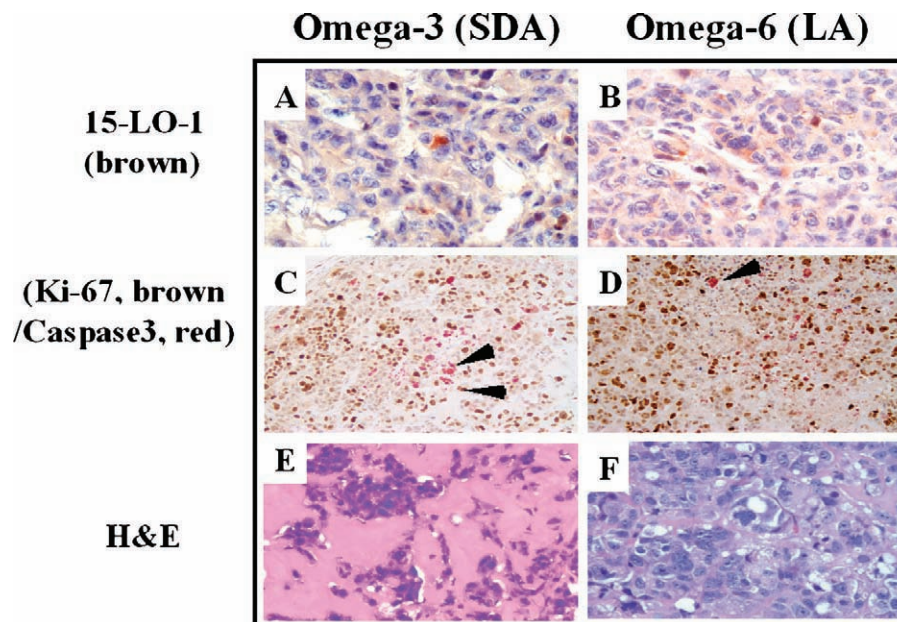 Omega-3 (SDA) Omega-6 (LA)
15-LO-1
(brown)
A B
(Ki-67, brown
/Caspase3, red)
C D
H&E
E F